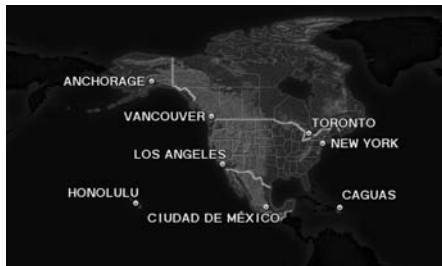 ANCHORAGE
VANCOUVER
TORONTO
NEW YORK
LOS ANGELES
HONOLULU
CAGUAS
CIUDAD DE MÉXICO